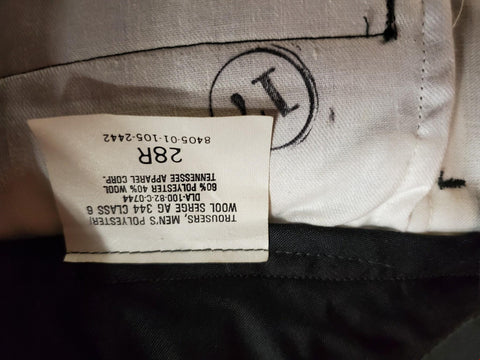 TROUSERS, MEN'S POLYESTER/
WOOL SERGE AG 344 CLASS 6
DLA-100-82-C-0744
60% POLYESTER 40% WOOL
TENNESSEE APPAREL CORP.
28R
8405-01-105-2442